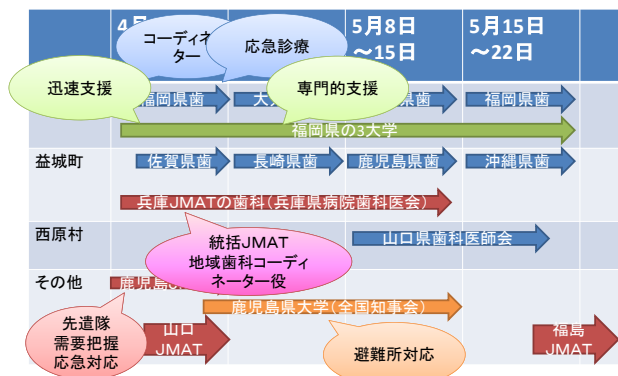 4月
コーディネ
ーター
応急診療
5月8日
～15日
5月15日
～22日
迅速支援
専門的支援
福岡県歯
県歯
福岡県歯
福岡県の3大学
益城町
佐賀県歯
長崎県歯
鹿児島県歯
沖縄県歯
兵庫JMATの歯科(兵庫県病院歯科医会)
西原村
山口県歯科医師会
統括JMAT
地域歯科コーディ
ネーター役
その他
鹿児島
鹿児島県大学(全国知事会)
先遣隊
需要把握
応急対応
山口
JMAT
避難所対応
福島
JMAT